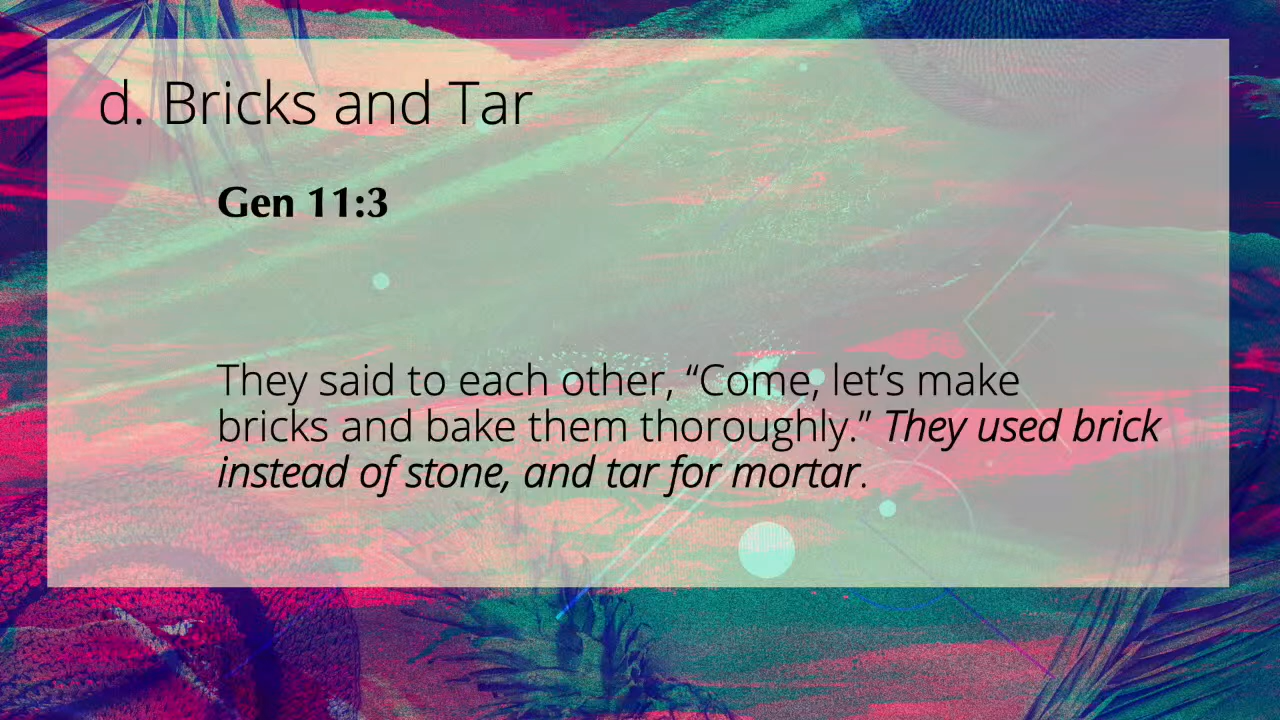 d. Bricks and Tar
Gen 11:3
They said to each other, “Come, let’s make
bricks and bake them thoroughly.” They used brick
instead of stone, and tar for mortar.